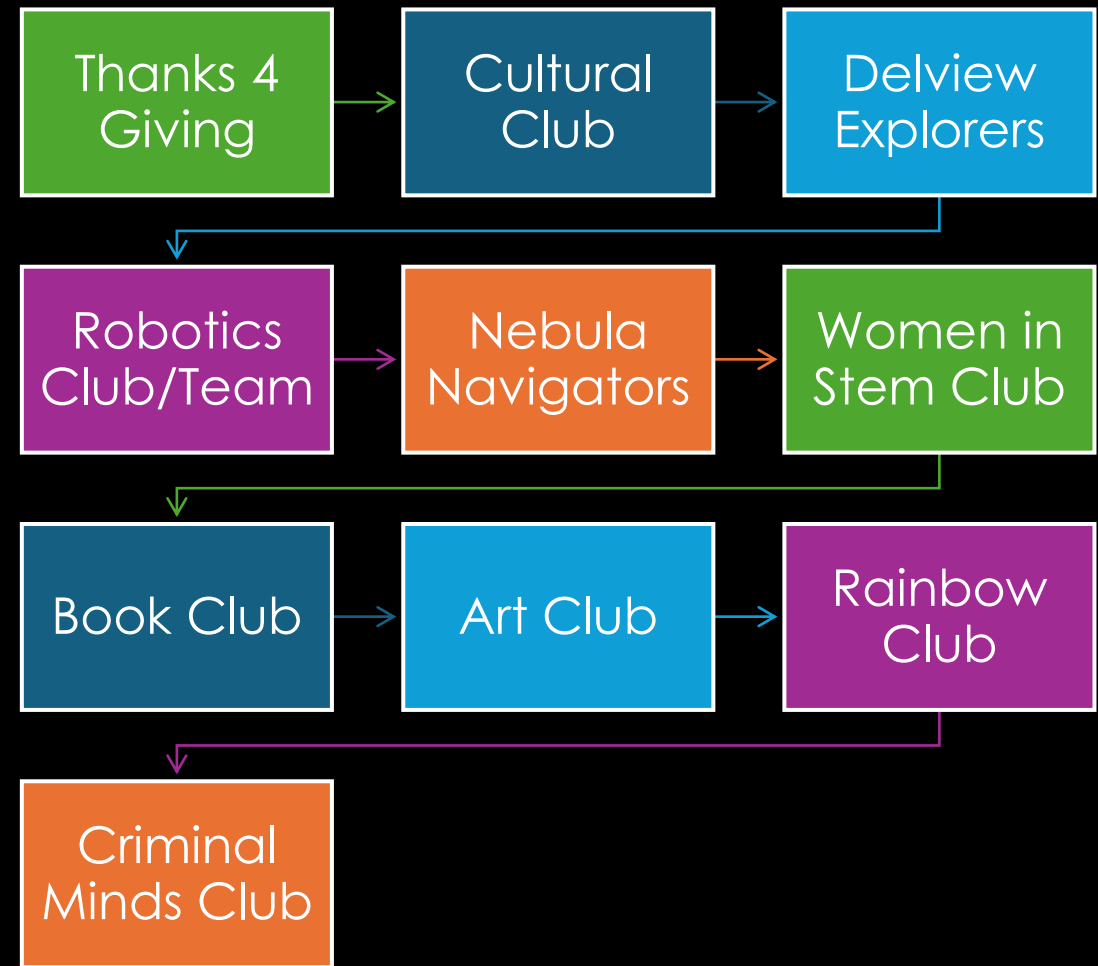 Thanks 4
Giving
Cultural
Club
Delview
Explorers
Robotics
Club/Team
Nebula
Navigators
Women in
Stem Club
Book Club
Art Club
Rainbow
Club
Criminal
Minds Club